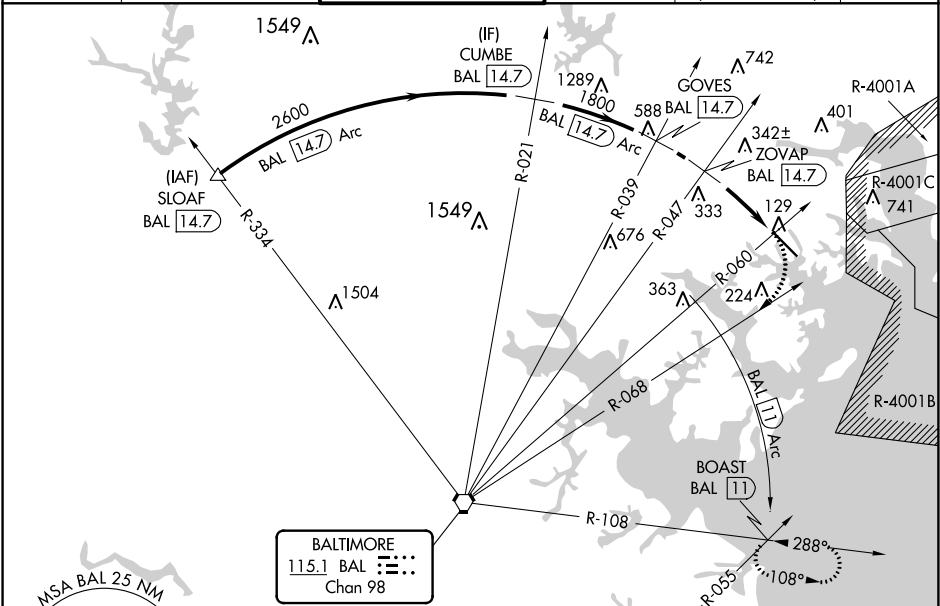 1549
(IF)
CUMBE
BAL 14.7
742
1289
GOVES
BAL 14.7
R-4001A
2600
1800
588
401
BAL 14.7 Arc
BAL 14.7 Arc
342±
ZOVAP
BAL 14.7
(IAF)
SLOAF
BAL 14.7
R-021
R-4001C
741
R-334
R-039
333
129
1549
R-047
676
R-060
1504
363
224
R-068
BAL 11 Arc
R-4001B
BOAST
BAL 11
R-108
288°
108°
R-055
BALTIMORE
115.1 BAL
Chan 98
MSA BAL 25 NM